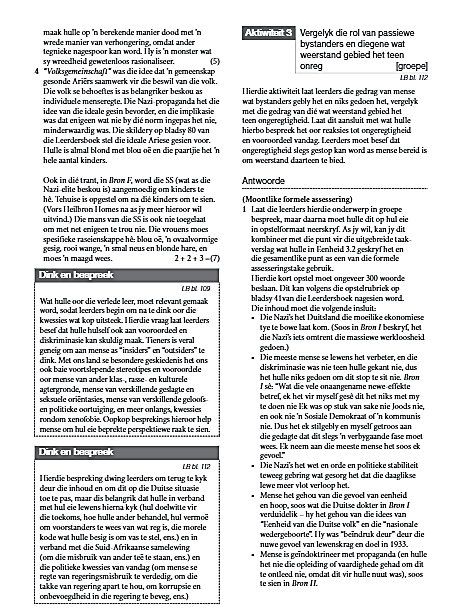 maak hulle op 'n berekende manier dood met 'n
wrede manier van verhongering, omdat ander
tegnieke nagespoor kan word. Hy is 'n monster wat
sy wreedheid gewetenloos rasionaliseer. (5)
4 "Volksgemeinschaft" was die idee dat 'n gemeenskap
gesonde Ariërs saamwerk vir die beswil van die volk.
Die volk se behoeftes is as belangriker beskou as
individuele menseregte. Die Nazi-propaganda het die
idee van die ideale gesin bevorder, en die implikasie
was dat enigeen wat nie by dié norm ingepas het nie,
minderwaardig was. Die skildery op bladsy 80 van
die Leerdersboek stel die ideale Ariese gesien voor.
Hulle is almal blond met blou oë en die paartjie het 'n
hele aantal kinders.
Ook in dié trant, in Bron F, word die SS (wat as die
Nazi-elite beskou is) aangemoedig om kinders te
hê. Tehuise is opgestel om na dié kinders om te sien.
(Vors Heilbron Homes na as jy meer hieroor wil
uitvind.) Die mans van die SS is ook nie toegelaat
om met net enigeen te trou nie. Die vrouens moes
spesifieke raseienskappe hê: blou oë, 'n ovaalvormige
gesig, rooi wange, 'n smal neus en blonde hare, en
moes 'n maagd wees. 2 + 2 + 3 =(7)
Dink en bespreek
LB bl. 109
Wat hulle oor die verlede leer, moet relevant gemaak
word, sodat leerders begin om na te dink oor die
kwessies wat kop uitsteek. Hierdie vraag laat leerders
besef dat hulle hulself ook aan vooroordeel en
diskriminasie kan skuldig maak. Tieners is veral
geneig om aan mense as "insiders" en "outsiders" te
dink. Met ons land se besondere geskiedenis het ons
ook baie voortslepende stereotipes en vooroordele
oor mense van ander klas-, rasse- en kulturele
agtergronde, mense van verskillende geslagte en
seksuele oriëntasies, mense van verskillende geloofs-
en politieke oortuiging, en meer onlangs, kwessies
rondom xenofobie. Oopkop besprekings hieroor help
mense om hul eie beperkte perspektiewe raak te sien.
Dink en bespreek
LB bl. 112
Hierdie bespreking dwing leerders om terug te kyk
deur die inhoud en om dit op die Duitse situasie
toe te pas, maar dis belangrik dat hulle in verband
met hul eie lewens hierna kyk (hul doelwitte vir
die toekoms, hoe hulle ander behandel, hul vermoë
om voorstanders te wees van wat reg is, die morele
kode wat hulle besig is om vas te stel, ens.) en in
verband met die Suid-Afrikaanse samelewing
(om die misbruik van ander teë te staan, ens.) en
die politieke kwessies van vandag (om mense se
regte van regeringsmisbruik te verdedig, om die
takke van regering apart te hou, om korrupsie en
onbevoegdheid in die regering te beveg, ens.)
Aktiwiteit 3 Vergelyk die rol van passiewe
bystanders en diegene wat
weerstand gebied het teen
onreg [groepe]
LB bl. 112
Hierdie aktiwiteit laat leerders die gedrag van mense
wat bystanders gebly het en niks gedoen het, vergelyk
met die gedrag van dié wat weerstand gebied het
teen ongeregtigheid. Laat dit aansluit met wat hulle
hierbo bespreek het oor reaksies tot ongeregtigheid
en vooroordeel vandag. Leerders moet besef dat
ongeregtigheid slegs gestop kan word as mense bereid is
om weerstand daarteen te bied.
Antwoorde
(Moontlike formele assessering)
1 Laat die leerders hierdie onderwerp in groepe
bespreek, maar daarna moet hulle dit op hul eie
in opstelformaat neerskryf. As jy wil, kan jy dit
kombineer met die punt vir die uitgebreide taak-
verslag wat hulle in Eenheid 3.2 geskryf het en
die gesamentlike punt as een van die formele
assesseringstake gebruik.
Hierdie kort opstel moet ongeveer 300 woorde
beslaan. Dit kan volgens die opstelrubriek op
bladsy 41van die Leerdersboek nagesien word.
Die inhoud moet die volgende insluit:
• Die Nazi's het Duitsland die moeilike ekonomiese
tye te bowe laat kom. (Soos in Bron I beskryf, het
die Nazi's iets omtrent die massiewe werkloosheid
gedoen.)
• Die meeste mense se lewens het verbeter, en die
diskriminasie was nie teen hulle gekant nie, dus
het hulle niks gedoen om dit stop te sit nie. Bron
I sê: "Wat die vele onaangename newe effekte
betref, ek het vir myself gesê dit het niks met my
te doen nie Ek was op stuk van sake nie Joods nie,
en ook nie 'n Sosiale Demokraat of 'n kommunis
nie. Dus het ek stilgebly en myself getroos aan
die gedagte dat dit slegs 'n verbygaande fase moet
wees. Ek neem aan die meeste mense het soos ek
gevoel."
• Die Nazi's het wet en orde en politieke stabiliteit
teweeg gebring wat gesorg het dat die daaglikse
lewe meer vlot verloop het.
• Mense het gehou van die gevoel van eenheid
en hoop, soos wat die Duitse dokter in Bron I
verduidelik – hy het gehou van die idees van
"Eenheid van die Duitse volk" en die "nasionale
wedergeboorte". Hy was "beïndruk deur" deur die
nuwe gevoel van lewenskrag en doel in 1933.
• Mense is geïndoktrineer met propaganda (en hulle
het nie die opleiding of vaardighede gehad om dit
te ontleed nie, omdat dit vir hulle nuut was), soos
te sien in Bron II.